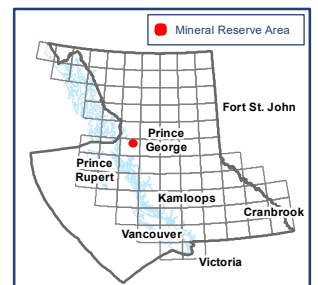 Mineral Reserve Area
Fort St. John
Prince
George
Prince
Rupert
Kamloops
Cranbrook
Vancouver
Victoria